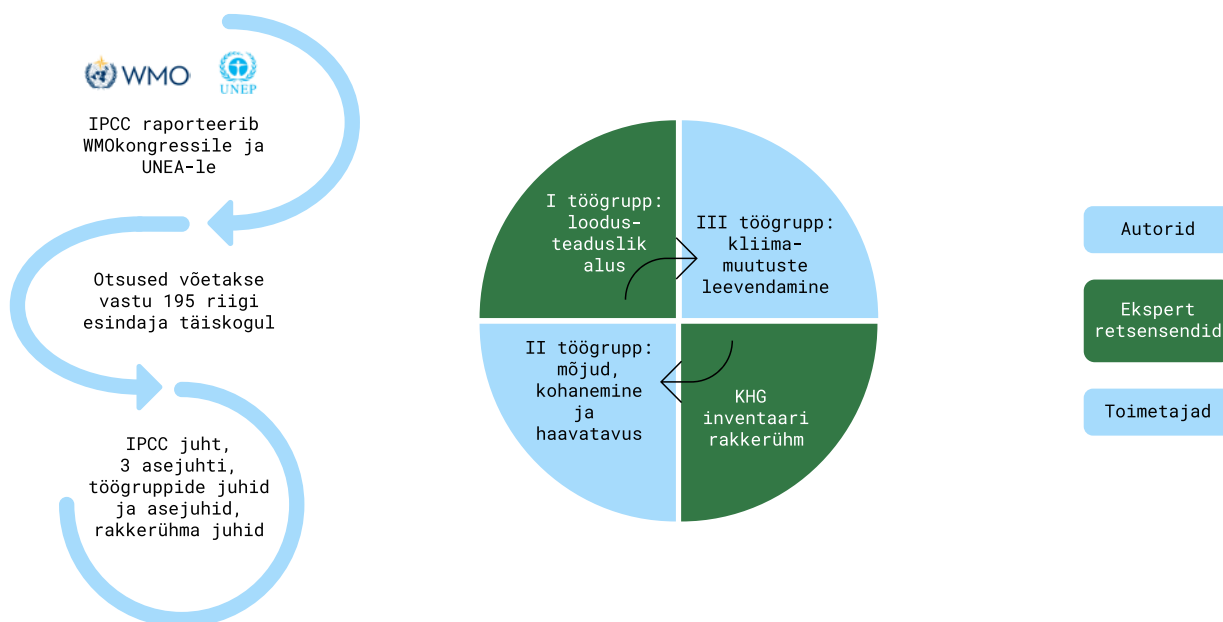 WMO
UNEP
IPCC raporteerib
WMOkongressile ja
UNEA-le
Otsused võetakse
vastu 195 riigi
esindaja täiskogul
IPCC juht,
3 asejuhti,
töögruppide juhid
ja asejuhid,
rakkerühma juhid
I töögrupp:
loodus-
teaduslik
alus
III töögrupp:
kliima-
muutuste
leevendamine
II töögrupp:
mõjud,
kohanemine
ja
haavatavus
KHG
inventaari
rakkerühm
Autorid
Ekspert
retsensendid
Toimetajad